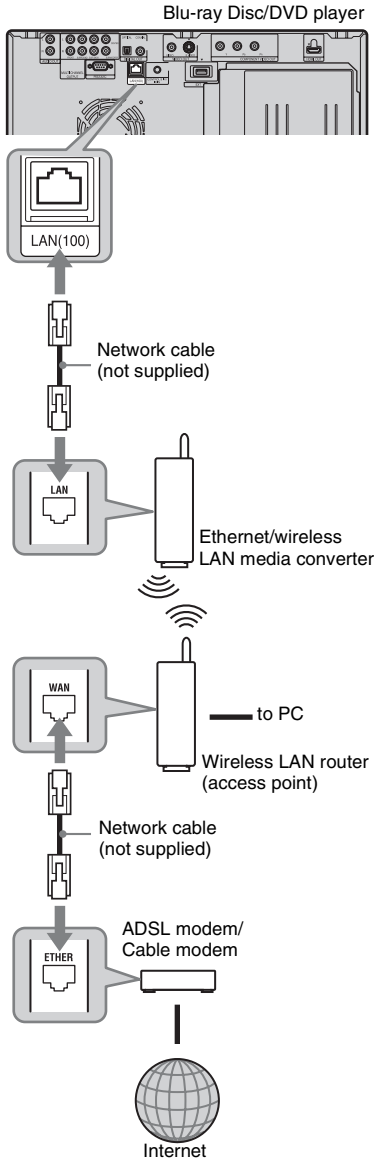 Blu-ray Disc/DVD player
LAN(100)
Network cable
(not supplied)
LAN
Ethernet/wireless
LAN media converter
WAN
to PC
Wireless LAN router
(access point)
Network cable
(not supplied)
ADSL modem/
Cable modem
ETHER
Internet